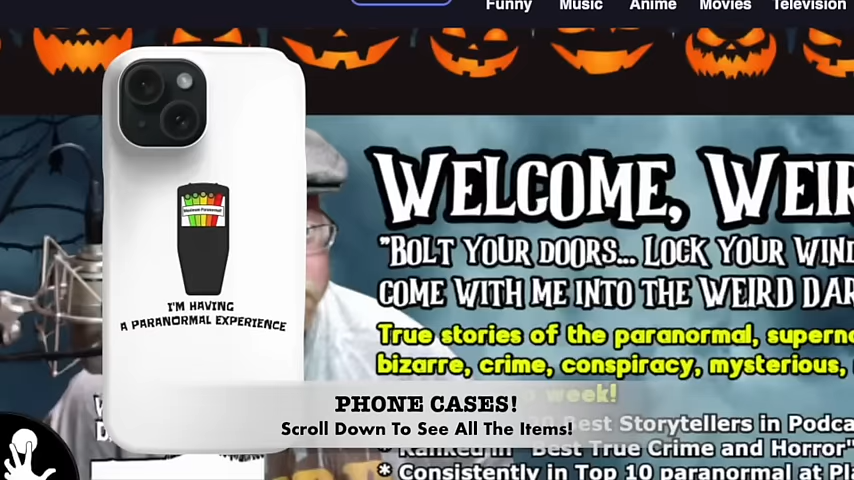 Funny Music Anime Movies Television
WELCOME, WEIR
"BOLT YOUR DOORS... LOCK YOUR WIND
COME WITH ME INTO THE WEIRD DAR
True stories of the paranormal, superna
bizarre, crime, conspiracy, mysterious,
week!
I'M HAVING
A PARANORMAL EXPERIENCE
PHONE CASES!
Scroll Down To See All The Items!
Best Storytellers in Podca
* Ranked in "Best True Crime and Horror"
* Consistently in Top 10 paranormal at Pl